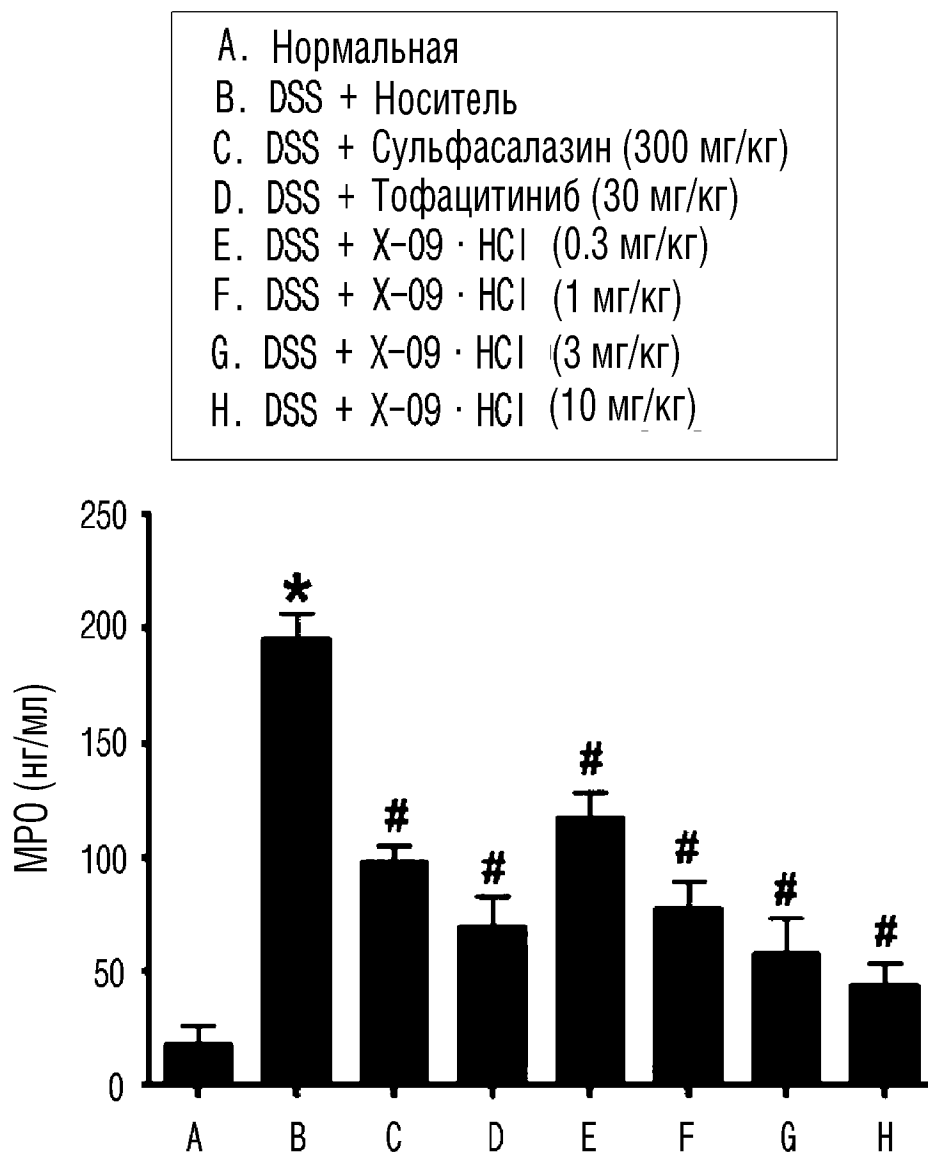 A. Нормальная
B. DSS + Носитель
C. DSS + Сульфасалазин (300 мг/кг)
D. DSS + Тофацитиниб (30 мг/кг)
E. DSS + X-09 · HCl (0.3 мг/кг)
F. DSS + X-09 · HCl (1 мг/кг)
G. DSS + X-09 · HCl (3 мг/кг)
H. DSS + X-09 · HCl (10 мг/кг)
МРО (нг/мл)
250
200
150
100
50
0
*
#
#
#
#
#
#
A B C D E F G H